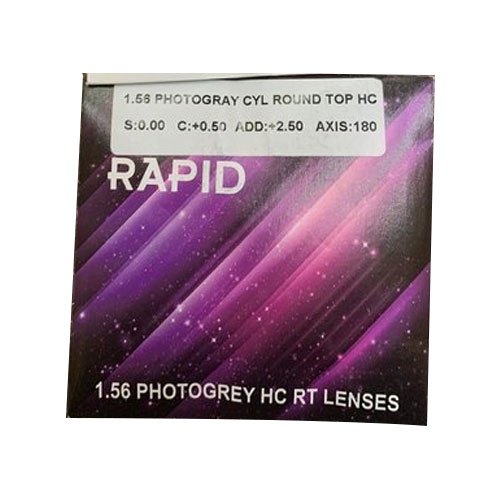 1.56 PHOTOGRAY CYL ROUND TOP HC
S:0.00 C:+0.50 ADD:+2.50 AXIS:180
RAPID
1.56 PHOTOGREY HC RT LENSES